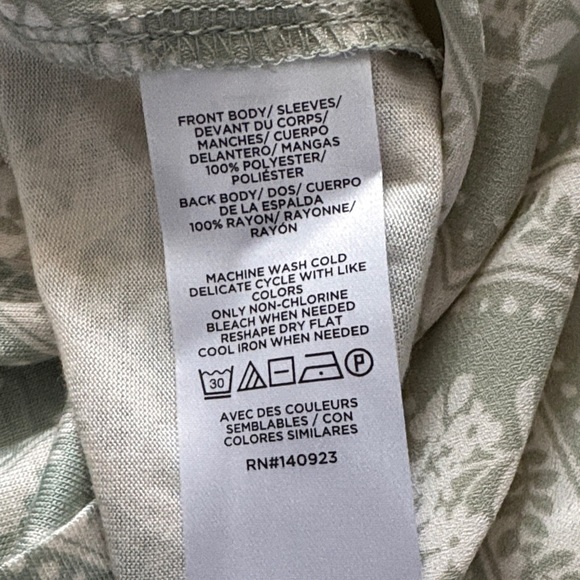 FRONT BODY/ SLEEVES/
DEVANT DU CORPS/
MANCHES/ CUERPO
DELANTERO/ MANGAS
100% POLYESTER/
POLIÉSTER
BACK BODY/ DOS/ CUERPO
DE LA ESPALDA
100% RAYON/ RAYONNE/
RAYÓN
MACHINE WASH COLD
DELICATE CYCLE WITH LIKE
COLORS
ONLY NON-CHLORINE
BLEACH WHEN NEEDED
RESHAPE DRY FLAT
COOL IRON WHEN NEEDED
30 P
AVEC DES COULEURS
SEMBLABLES / CON
COLORES SIMILARES
RN#140923